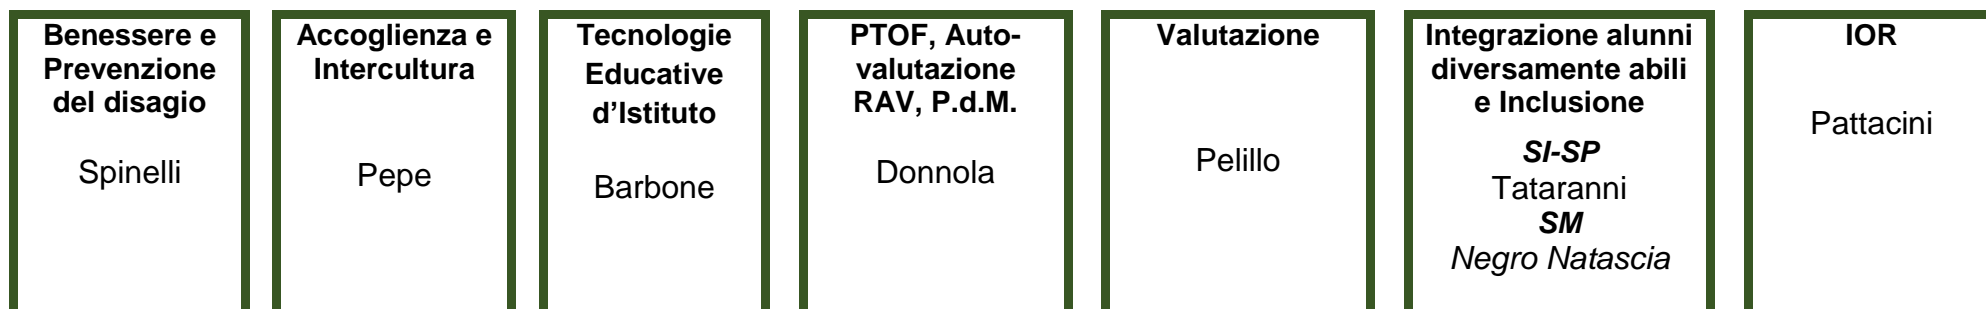 Benessere e
Prevenzione
del disagio
Spinelli
Accoglienza e
Intercultura
Pepe
Tecnologie
Educative
d’Istituto
Barbone
PTOF, Auto-
valutazione
RAV, P.d.M.
Donnola
Valutazione
Pelillo
Integrazione alunni
diversamente abili
e Inclusione
SI-SP
Tataranni
SM
Negro Natascia
IOR
Pattacini